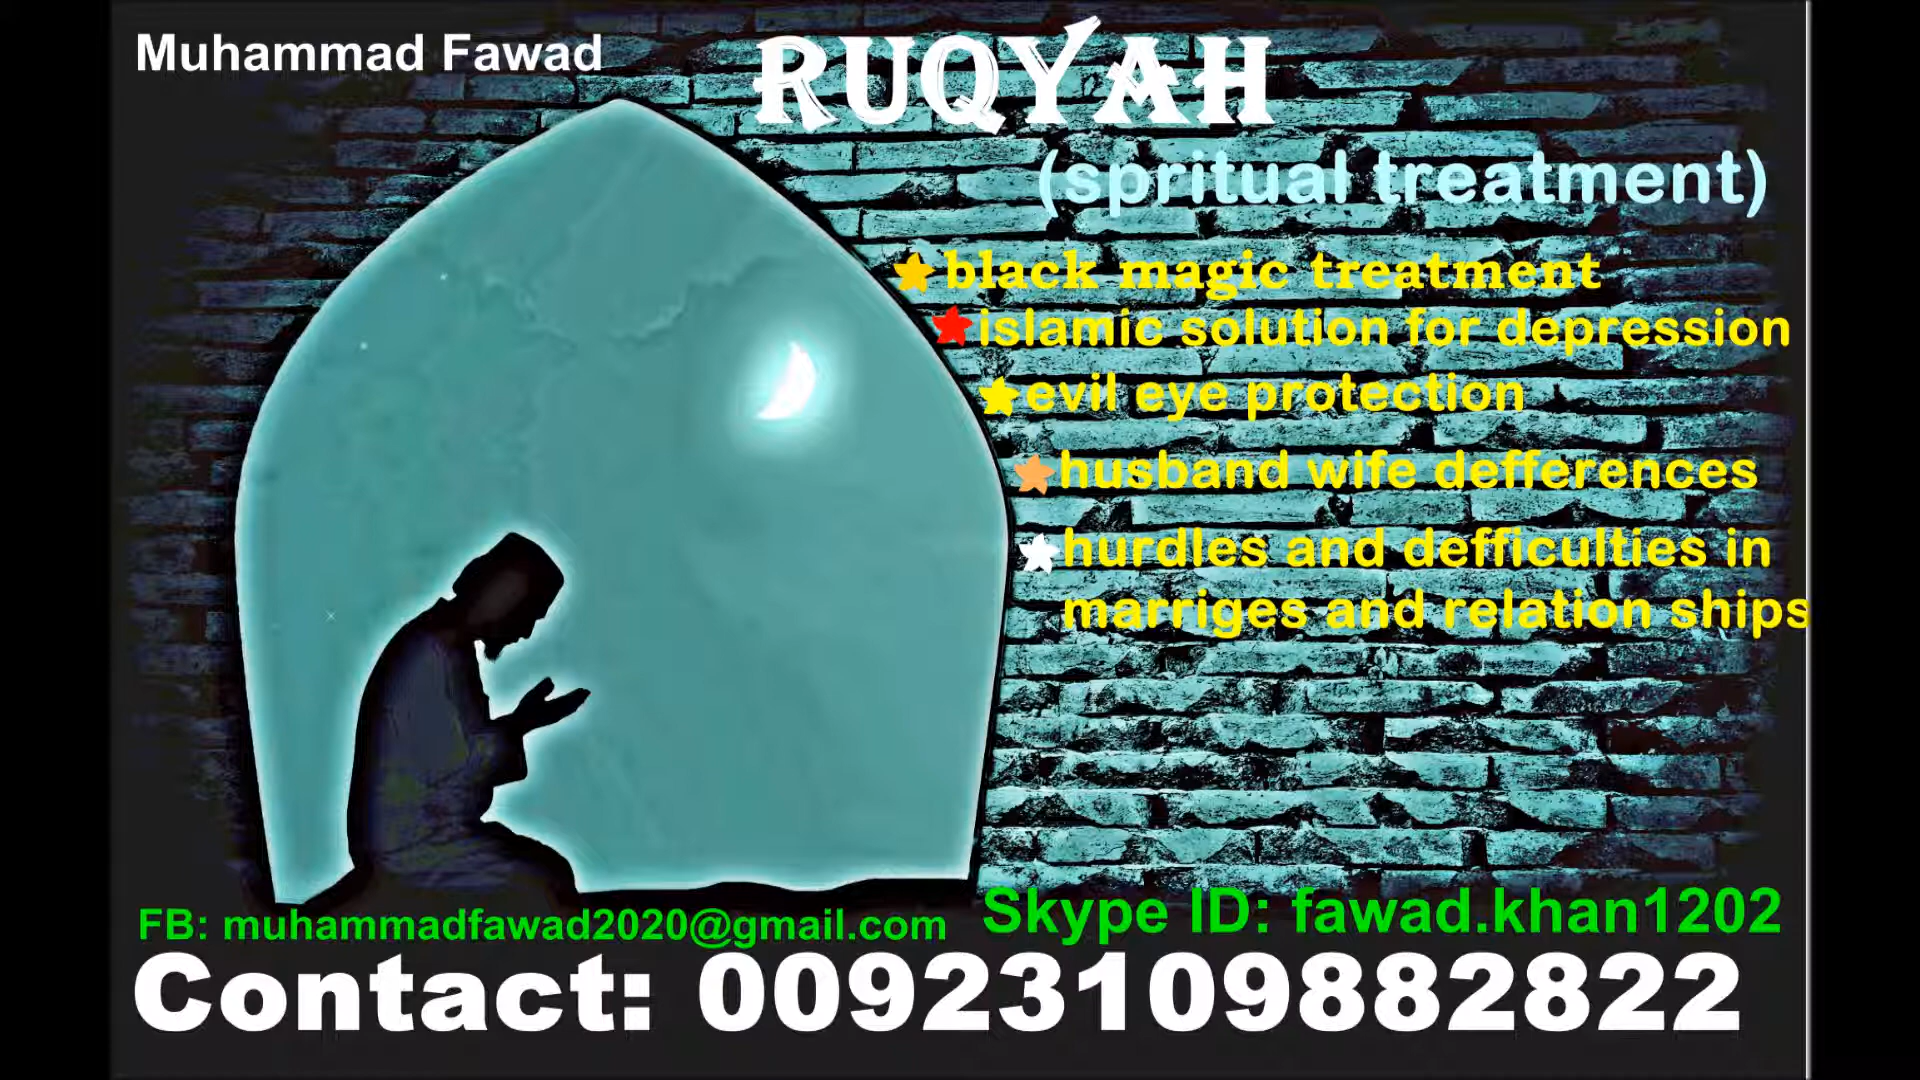 Muhammad Fawad
RUQYAH
(spritual treatment)
black magic treatment
islamic solution for depression
evil eye protection
husband wife defferences
hurdles and defficulties in
marriges and relation ships
FB: muhammadfawad2020@gmail.com
Skype ID: fawad.khan1202
Contact: 00923109882822